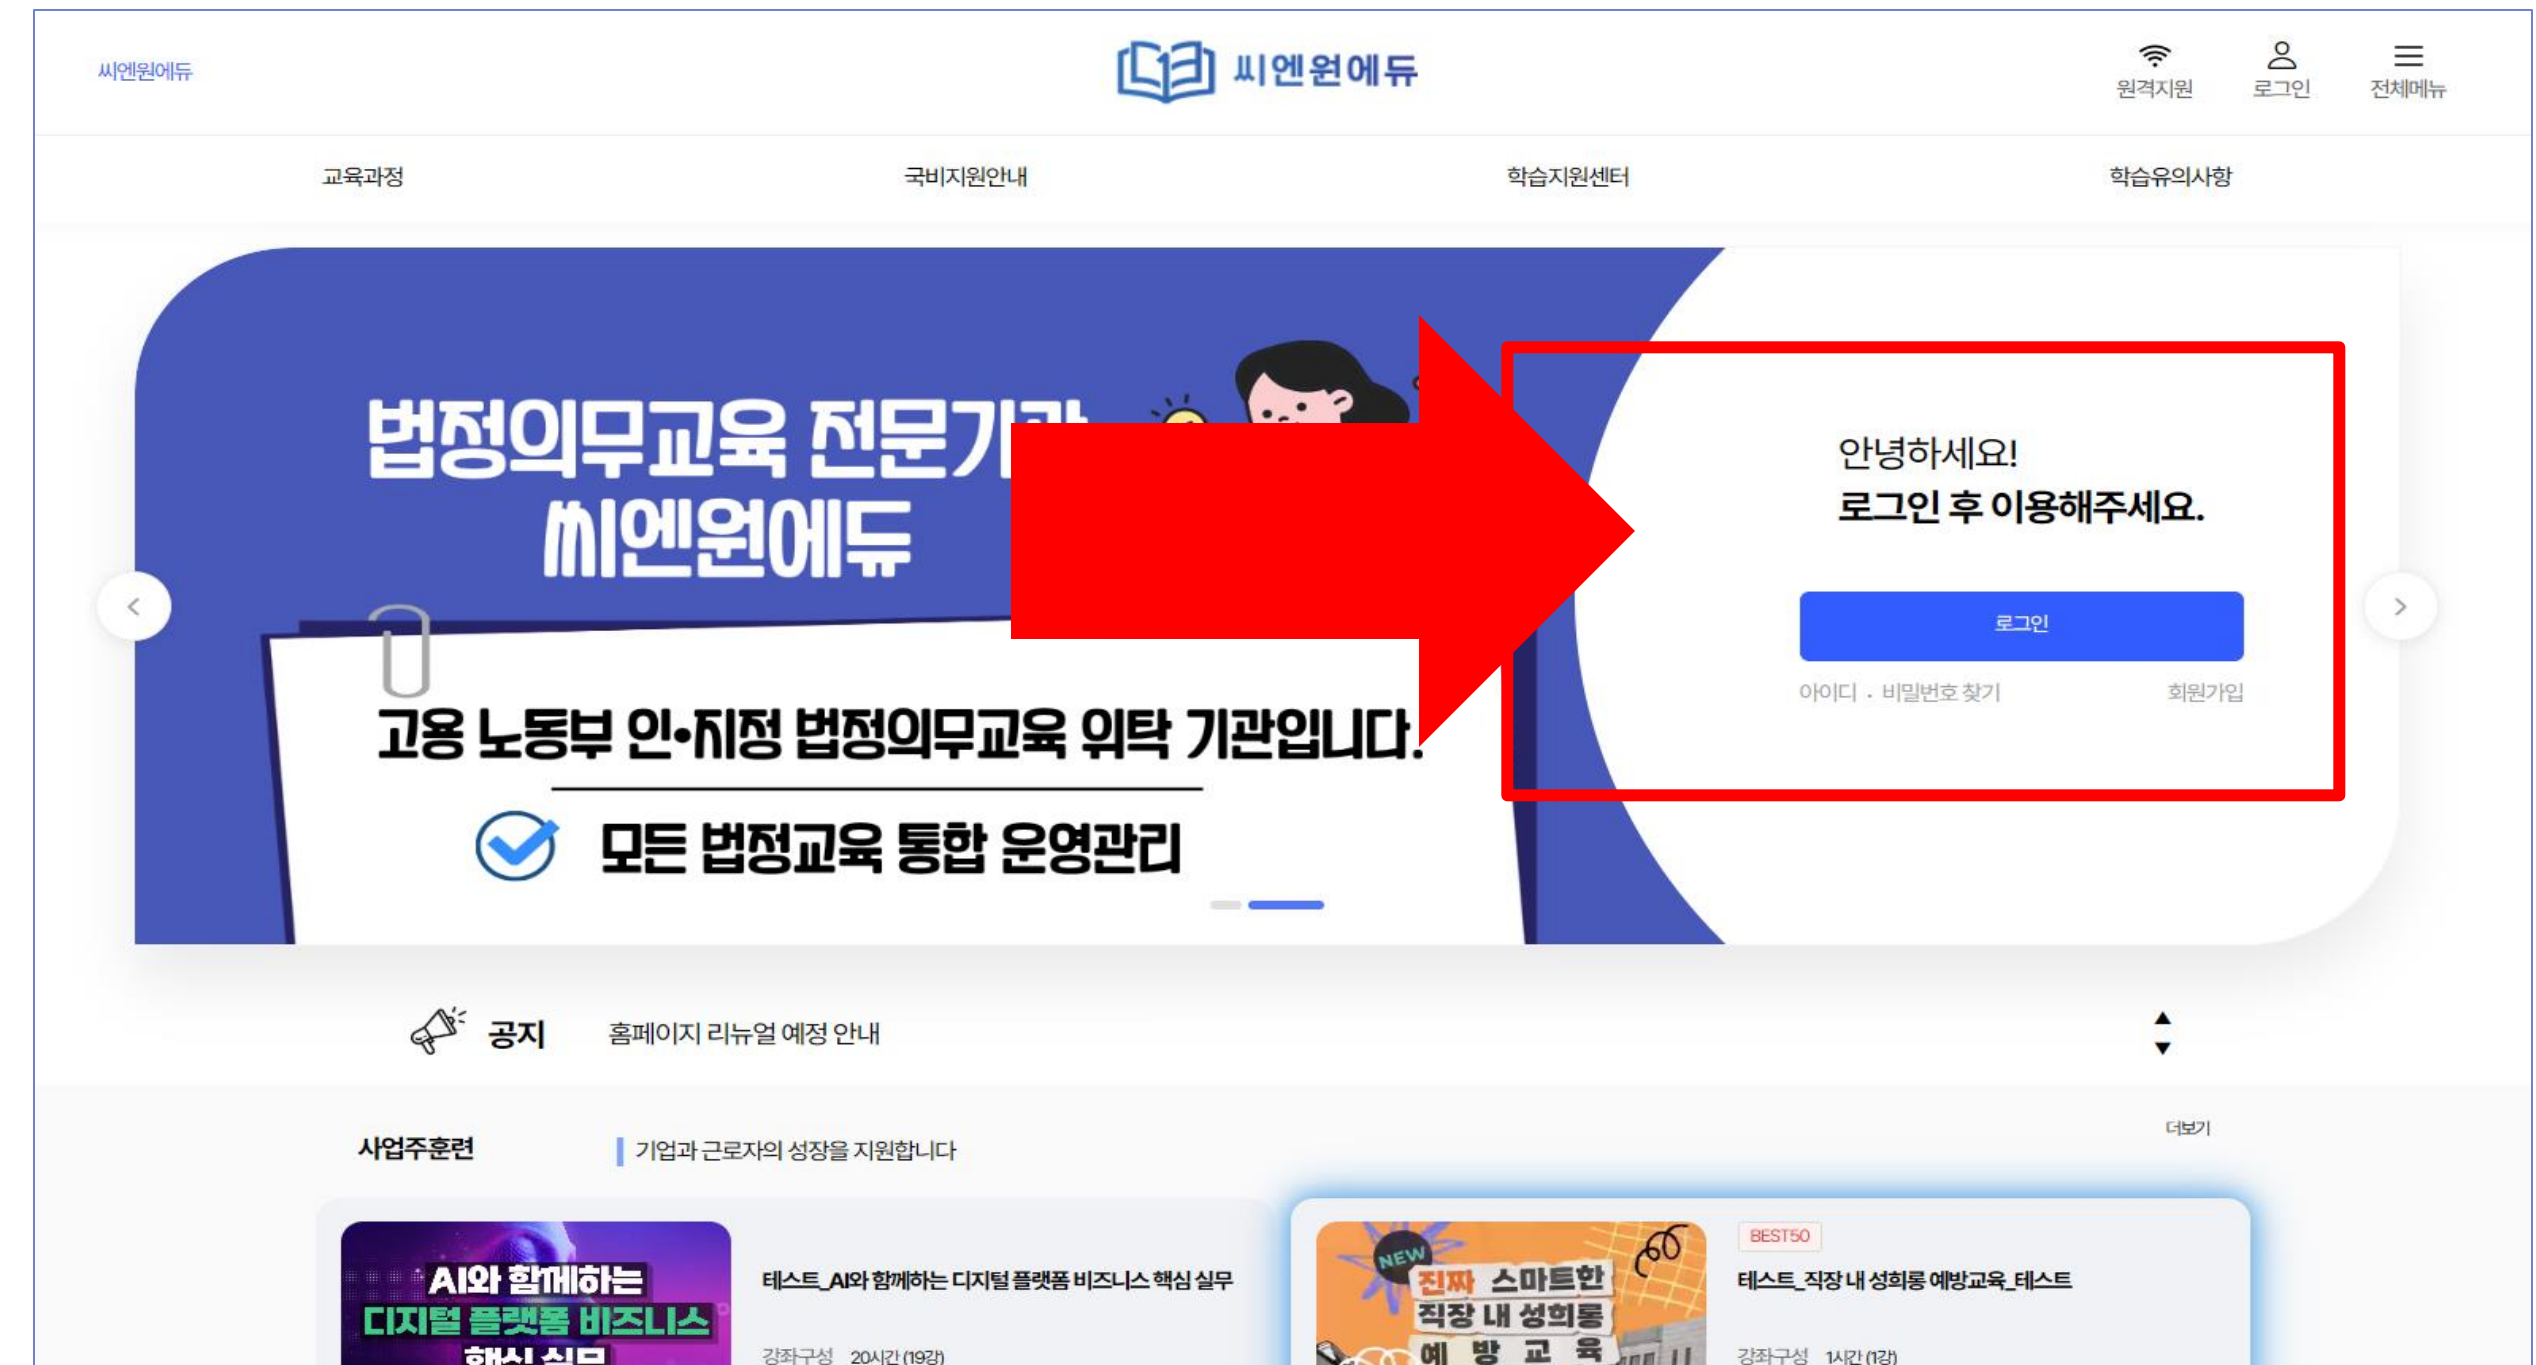 씨엔원에듀
씨엔원에듀
원격지원
로그인
전체메뉴
교육과정
국비지원안내
학습지원센터
학습유의사항
법정의무교육 전문기관
씨엔원에듀
고용 노동부 인•지정 법정의무교육 위탁 기관입니다.
모든 법정교육 통합 운영관리
안녕하세요!
로그인 후 이용해주세요.
로그인
아이디 · 비밀번호 찾기
회원가입
공지
홈페이지 리뉴얼 예정 안내
사업주훈련
기업과 근로자의 성장을 지원합니다
더보기
AI와 함께하는
디지털 플랫폼 비즈니스
핵심 실무
테스트_AI와 함께하는 디지털 플랫폼 비즈니스 핵심 실무
강좌구성 20시간 (19강)
NEW
진짜 스마트한
직장 내 성희롱
예 방 교 육
BEST50
테스트_직장 내 성희롱 예방교육_테스트
강좌구성 1시간 (1강)